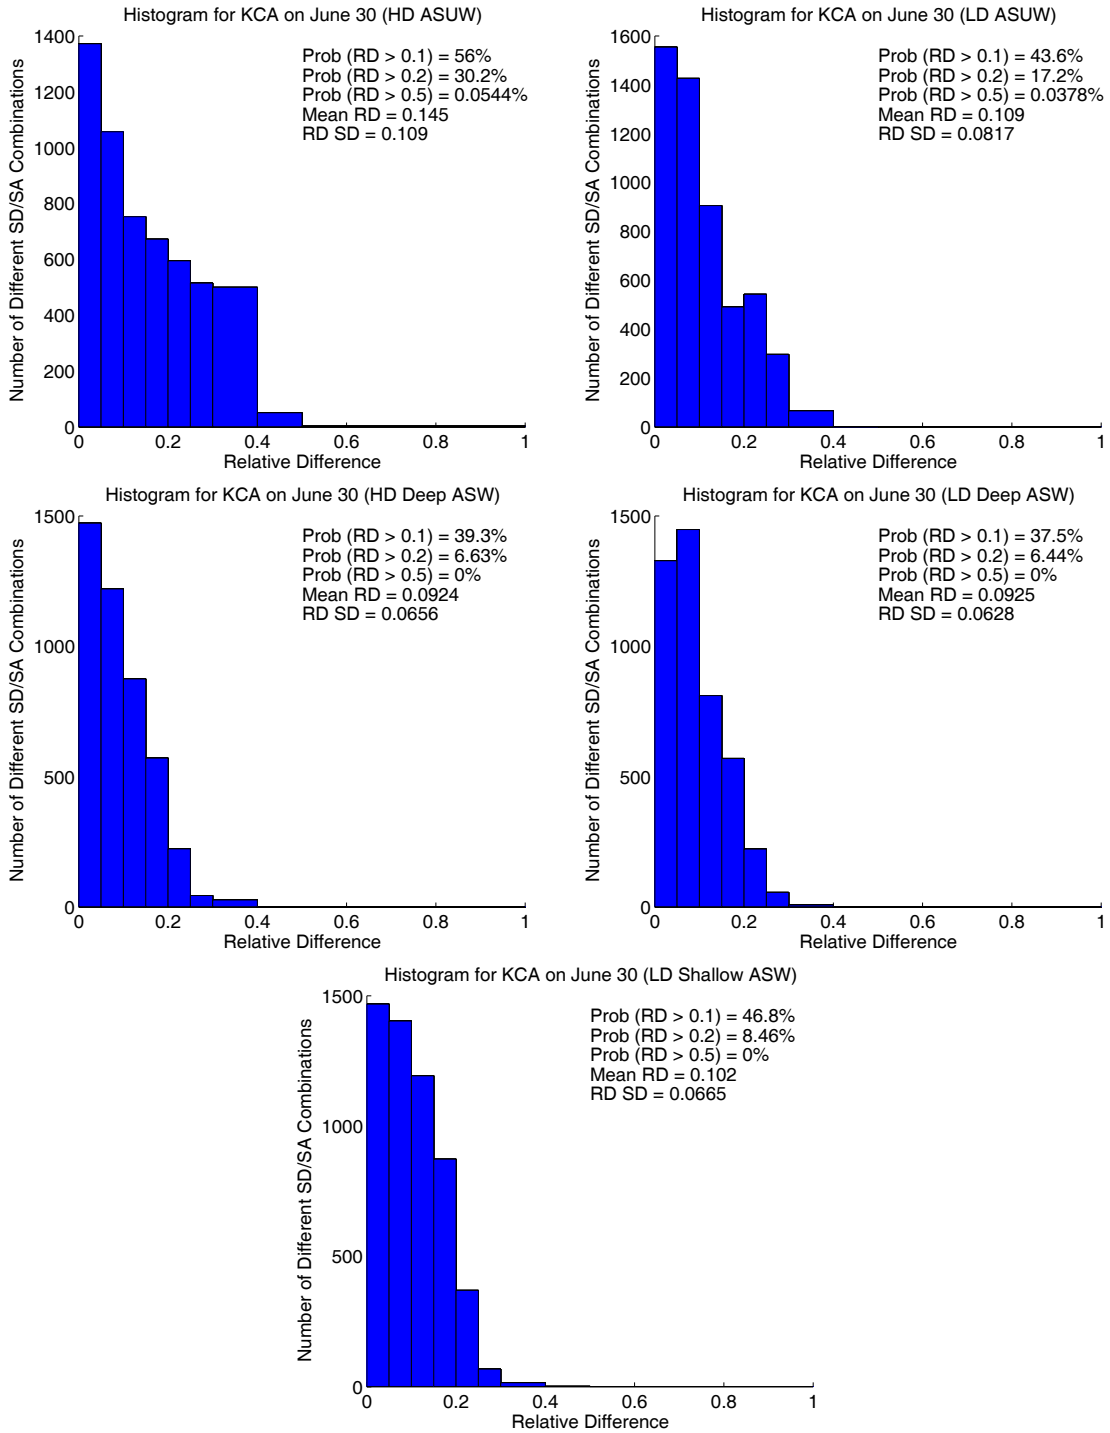 Histogram for KCA on June 30 (HD ASUW)
Prob (RD > 0.1) = 56%
Prob (RD > 0.2) = 30.2%
Prob (RD > 0.5) = 0.0544%
Mean RD = 0.145
RD SD = 0.109
Number of Different SD/SA Combinations
1400
1200
1000
800
600
400
200
0
0 0.2 0.4 0.6 0.8 1
Relative Difference
Histogram for KCA on June 30 (LD ASUW)
Prob (RD > 0.1) = 43.6%
Prob (RD > 0.2) = 17.2%
Prob (RD > 0.5) = 0.0378%
Mean RD = 0.109
RD SD = 0.0817
Number of Different SD/SA Combinations
1600
1400
1200
1000
800
600
400
200
0
0 0.2 0.4 0.6 0.8 1
Relative Difference
Histogram for KCA on June 30 (HD Deep ASW)
Prob (RD > 0.1) = 39.3%
Prob (RD > 0.2) = 6.63%
Prob (RD > 0.5) = 0%
Mean RD = 0.0924
RD SD = 0.0656
Number of Different SD/SA Combinations
1500
1000
500
0
0 0.2 0.4 0.6 0.8 1
Relative Difference
Histogram for KCA on June 30 (LD Deep ASW)
Prob (RD > 0.1) = 37.5%
Prob (RD > 0.2) = 6.44%
Prob (RD > 0.5) = 0%
Mean RD = 0.0925
RD SD = 0.0628
Number of Different SD/SA Combinations
1500
1000
500
0
0 0.2 0.4 0.6 0.8 1
Relative Difference
Histogram for KCA on June 30 (LD Shallow ASW)
Prob (RD > 0.1) = 46.8%
Prob (RD > 0.2) = 8.46%
Prob (RD > 0.5) = 0%
Mean RD = 0.102
RD SD = 0.0665
Number of Different SD/SA Combinations
1500
1000
500
0
0 0.2 0.4 0.6 0.8 1
Relative Difference